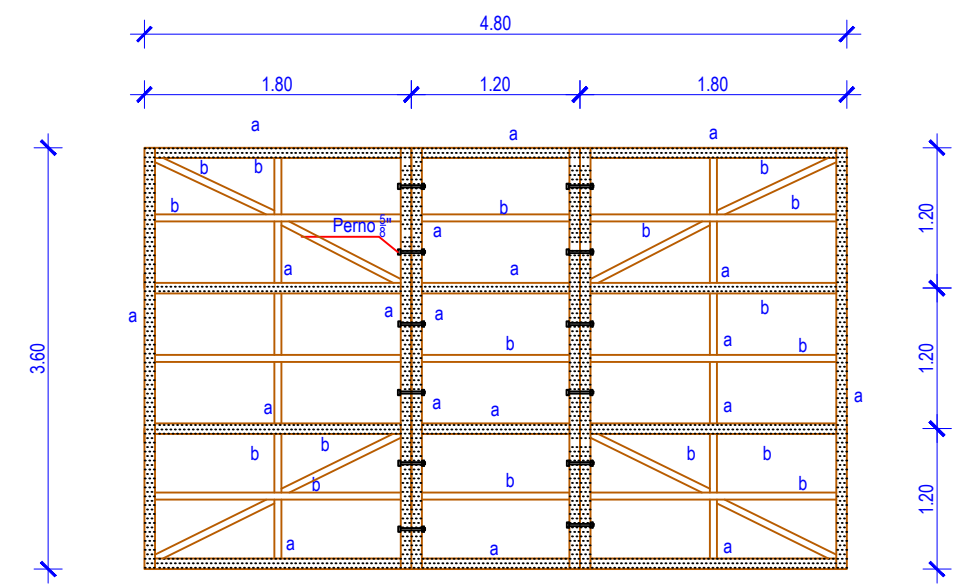 4.80
1.80 1.20 1.80
a a a
b b b
b b b
1.20
Perno 5/8" a b
a a a
b
a a a
a b
3.60 b b 1.20
a
a a a a
b b b b
b b b
1.20
a a a